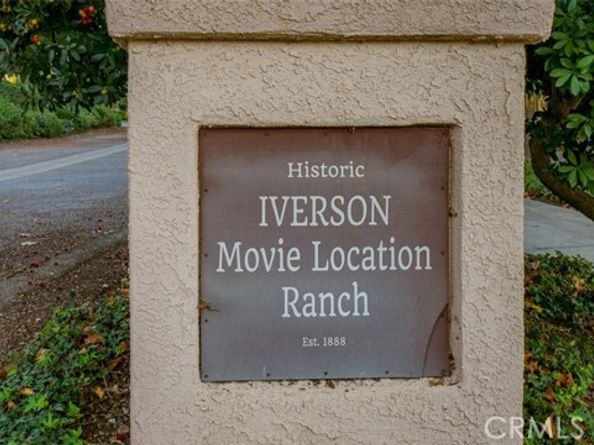 Historic
IVERSON
Movie Location
Ranch
Est. 1888
CRMLS